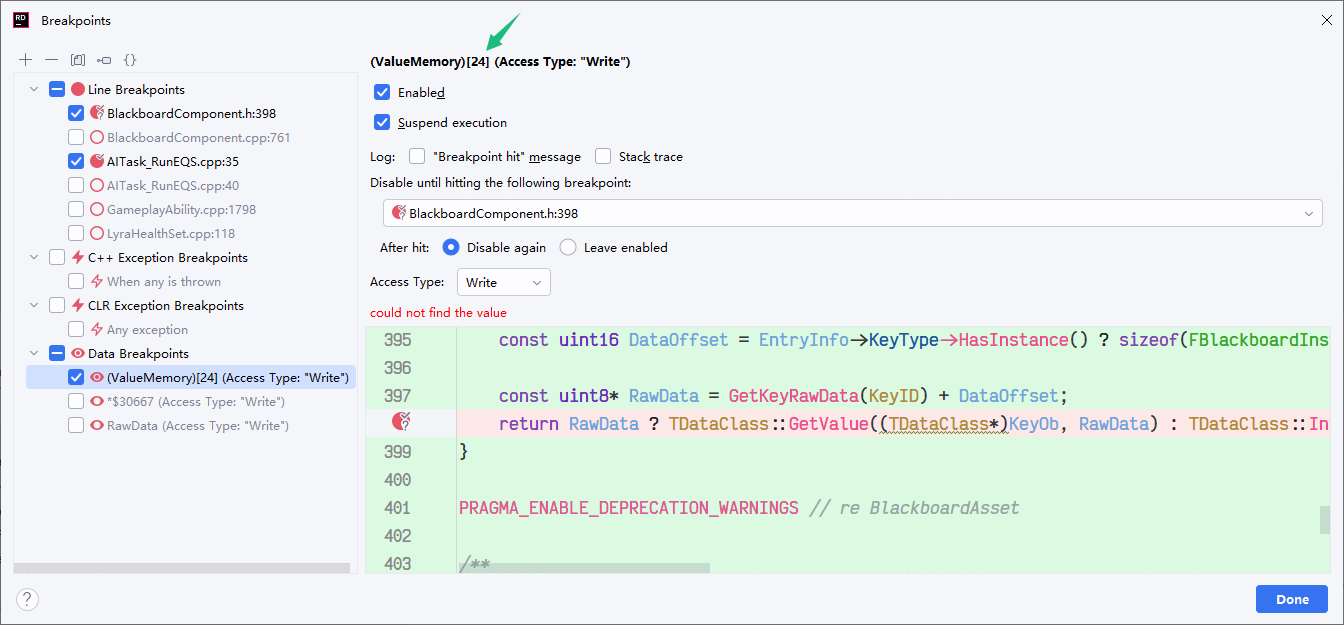 RD Breakpoints
Line Breakpoints
BlackboardComponent.h:398
BlackboardComponent.cpp:761
AITask_RunEQS.cpp:35
AITask_RunEQS.cpp:40
GameplayAbility.cpp:1798
LyraHealthSet.cpp:118
C++ Exception Breakpoints
When any is thrown
CLR Exception Breakpoints
Any exception
Data Breakpoints
(ValueMemory)[24] (Access Type: "Write")
*$30667 (Access Type: "Write")
RawData (Access Type: "Write")
(ValueMemory)[24] (Access Type: "Write")
Enabled
Suspend execution
Log: "Breakpoint hit" message Stack trace
Disable until hitting the following breakpoint:
BlackboardComponent.h:398
After hit: Disable again Leave enabled
Access Type: Write
could not find the value
395 const uint16 DataOffset = EntryInfo->KeyType->HasInstance() ? sizeof(FBlackboardIns
396
397 const uint8* RawData = GetKeyRawData(KeyID) + DataOffset;
return RawData ? TDataClass::GetValue((TDataClass*)KeyOb, RawData) : TDataClass::In
399 }
400
401 PRAGMA_ENABLE_DEPRECATION_WARNINGS // re BlackboardAsset
402
403 /**
?
Done